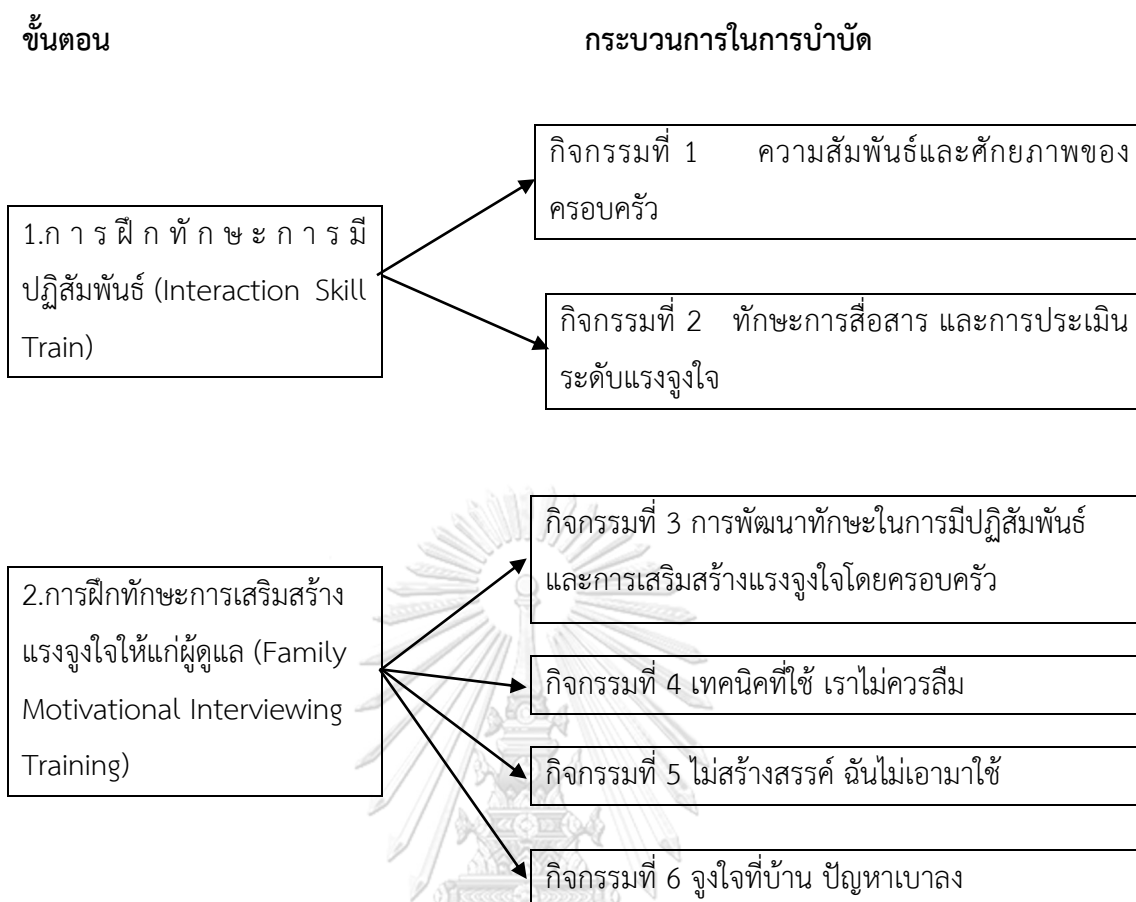 ขั้นตอน กระบวนการในการบำบัด
กิจกรรมที่ 1 ความสัมพันธ์และศักยภาพของ
ครอบครัว
1.การฝึกทักษะการมี
ปฏิสัมพันธ์ (Interaction Skill
Train)
กิจกรรมที่ 2 ทักษะการสื่อสาร และการประเมิน
ระดับแรงจูงใจ
กิจกรรมที่ 3 การพัฒนาทักษะในการมีปฏิสัมพันธ์
และการเสริมสร้างแรงจูงใจโดยครอบครัว
2.การฝึกทักษะการเสริมสร้าง
แรงจูงใจให้แก่ผู้ดูแล (Family
Motivational Interviewing
Training)
กิจกรรมที่ 4 เทคนิคที่ใช้ เราไม่ควรลืม
กิจกรรมที่ 5 ไม่สร้างสรรค์ ฉันไม่เอามาใช้
กิจกรรมที่ 6 จูงใจที่บ้าน ปัญหาเบาลง